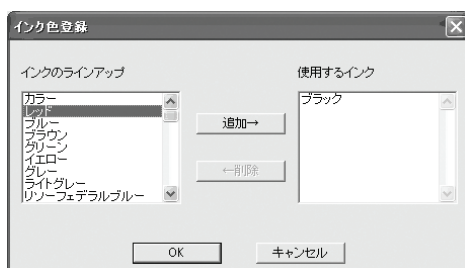 インク色登録
インクのラインアップ
使用するインク
カラー
レッド
ブルー
ブラウン
グリーン
イエロー
グレー
ライトグレー
リソーフェデラルブルー
追加→
←削除
ブラック
OK
キャンセル